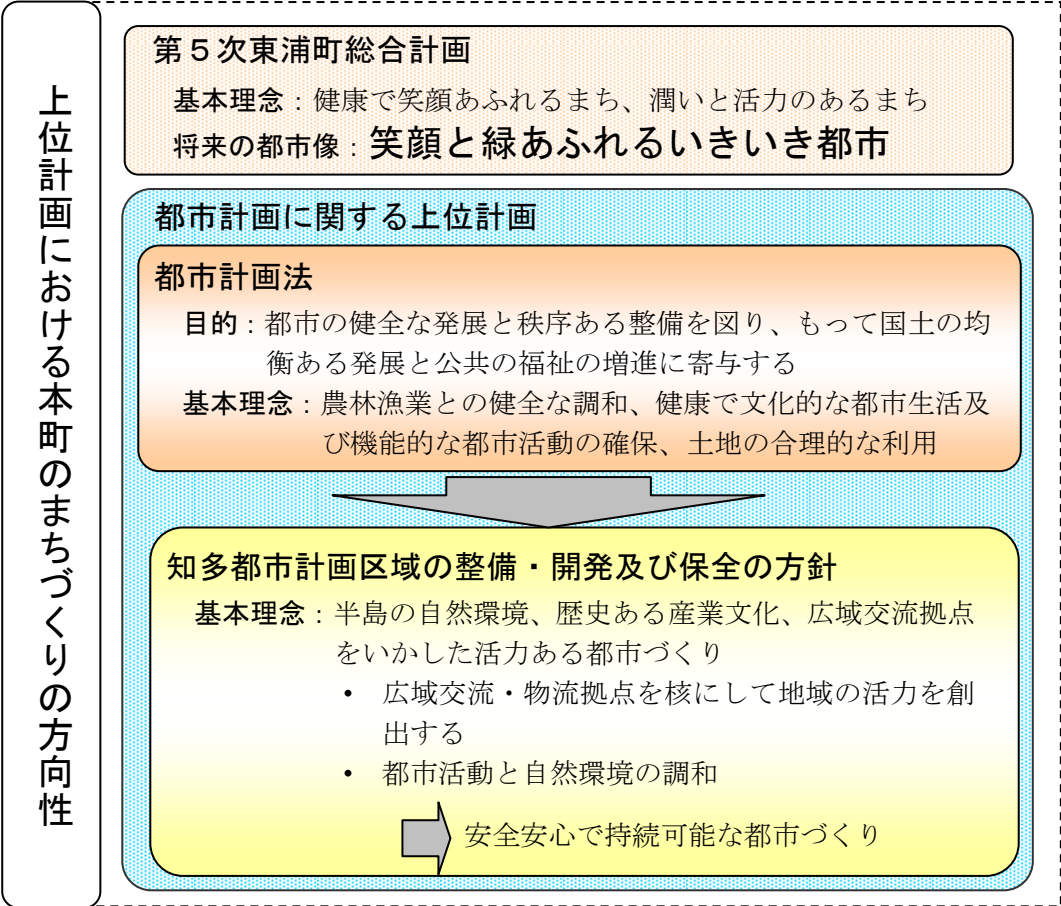 上位計画における本町のまちづくりの方向性
第5次東浦町総合計画
基本理念：健康で笑顔あふれるまち、潤いと活力のあるまち
将来の都市像：笑顔と緑あふれるいきいき都市
都市計画に関する上位計画
都市計画法
目的：都市の健全な発展と秩序ある整備を図り、もって国土の均
衡ある発展と公共の福祉の増進に寄与する
基本理念：農林漁業との健全な調和、健康で文化的な都市生活及
び機能的な都市活動の確保、土地の合理的な利用
知多都市計画区域の整備・開発及び保全の方針
基本理念：半島の自然環境、歴史ある産業文化、広域交流拠点
をいかした活力ある都市づくり
• 広域交流・物流拠点を核にして地域の活力を創
出する
• 都市活動と自然環境の調和
安全安心で持続可能な都市づくり